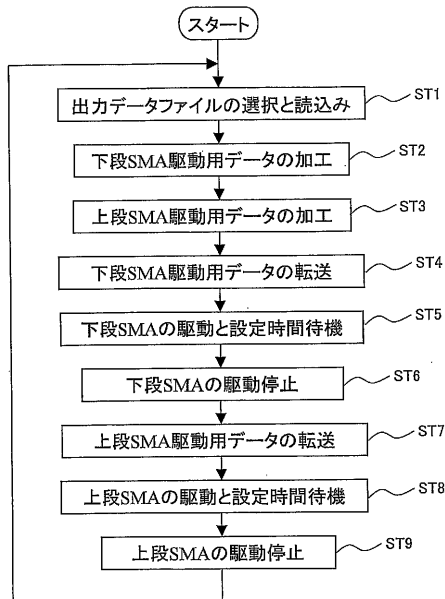 スタート
出力データファイルの選択と読込み
ST1
下段SMA駆動用データの加工
ST2
上段SMA駆動用データの加工
ST3
下段SMA駆動用データの転送
ST4
下段SMAの駆動と設定時間待機
ST5
下段SMAの駆動停止
ST6
上段SMA駆動用データの転送
ST7
上段SMAの駆動と設定時間待機
ST8
上段SMAの駆動停止
ST9